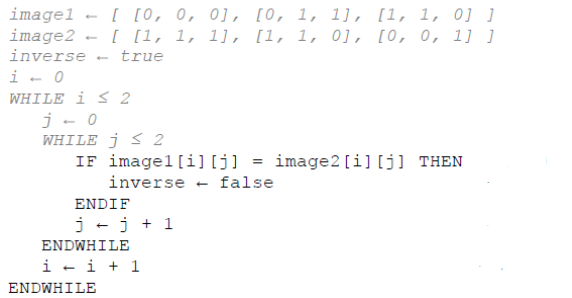 image1 ← [ [0, 0, 0], [0, 1, 1], [1, 1, 0] ]
image2 ← [ [1, 1, 1], [1, 1, 0], [0, 0, 1] ]
inverse ← true
i ← 0
WHILE i ≤ 2
   j ← 0
   WHILE j ≤ 2
      IF image1[i][j] = image2[i][j] THEN
         inverse ← false
      ENDIF
      j ← j + 1
   ENDWHILE
   i ← i + 1
ENDWHILE